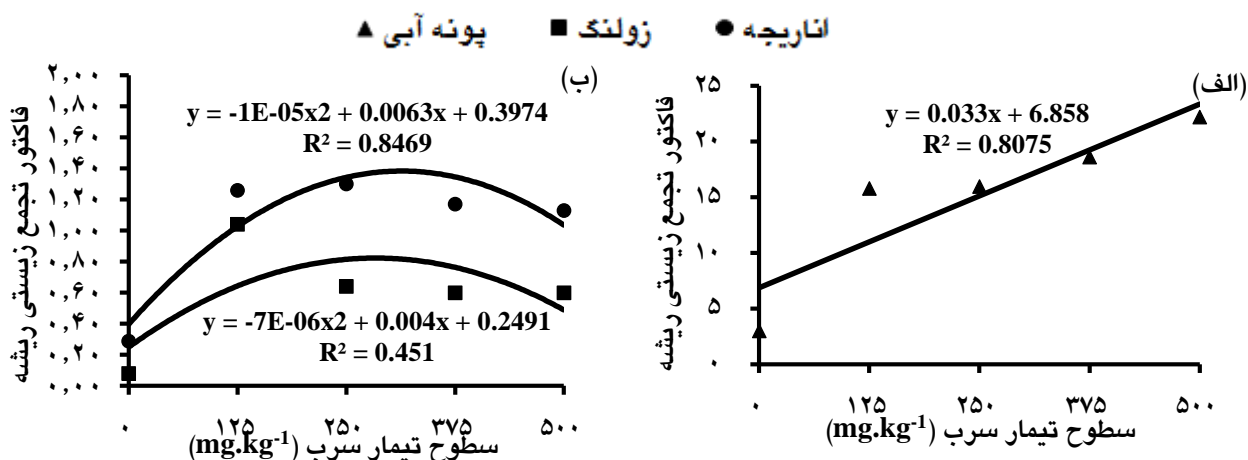 اناریجه
زولنگ
پونه آبی
(الف)
فاکتور تجمع زیستی ریشه
۲۵
۲۰
۱۵
۱۰
۵
۰
y = 0.033x + 6.858
R² = 0.8075
۰ ۱۲۵ ۲۵۰ ۳۷۵ ۵۰۰
سطوح تیمار سرب (mg.kg-1)
(ب)
فاکتور تجمع زیستی ریشه
۲,۰۰
۱,۸۰
۱,۶۰
۱,۴۰
۱,۲۰
۱,۰۰
۰,۸۰
۰,۶۰
۰,۴۰
۰,۲۰
۰,۰۰
y = -1E-05x2 + 0.0063x + 0.3974
R² = 0.8469
y = -7E-06x2 + 0.004x + 0.2491
R² = 0.451
۰ ۱۲۵ ۲۵۰ ۳۷۵ ۵۰۰
سطوح تیمار سرب (mg.kg-1)